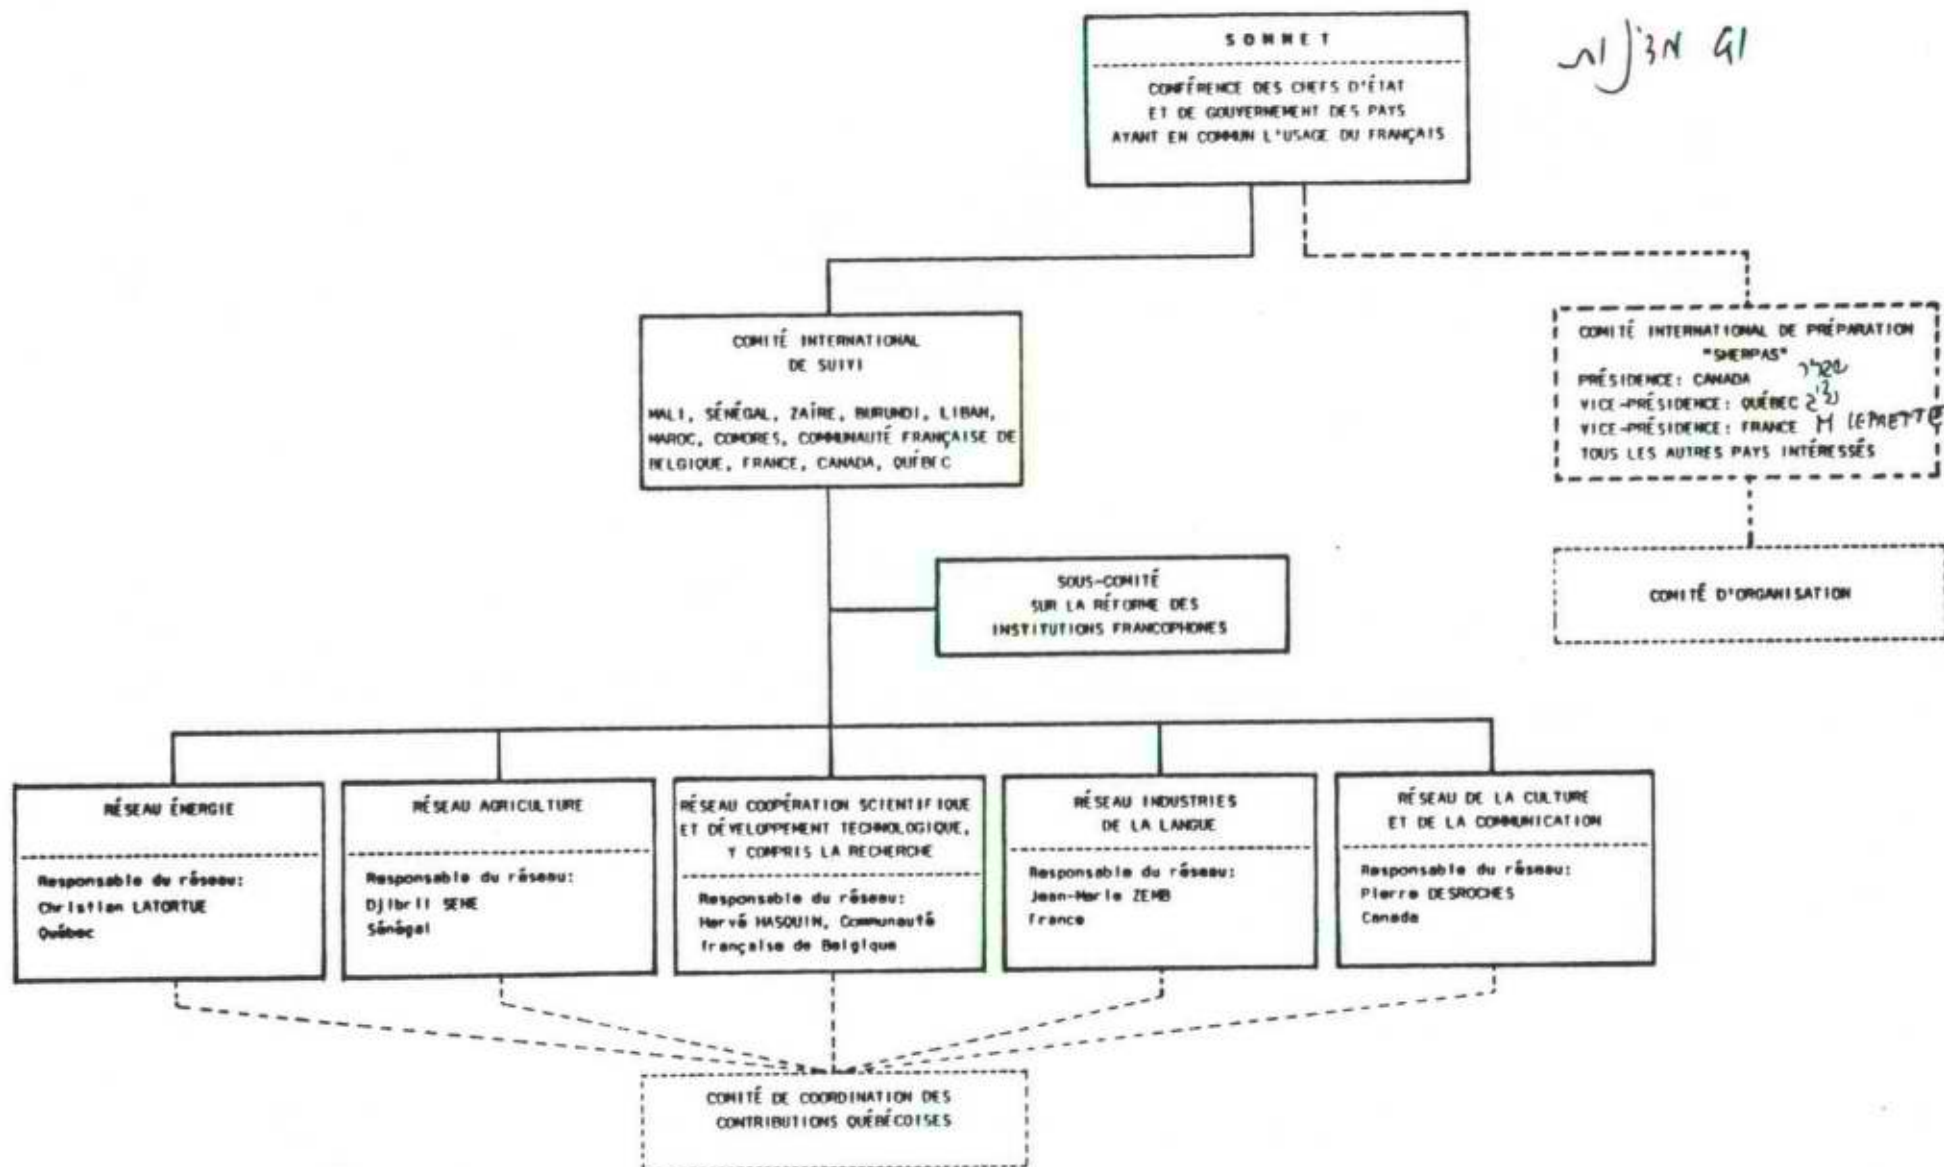 SOMMET
CONFÉRENCE DES CHEFS D'ÉTAT
ET DE GOUVERNEMENT DES PAYS
AYANT EN COMMUN L'USAGE DU FRANÇAIS
COMITÉ INTERNATIONAL
DE SUIVI
MALI, SÉNÉGAL, ZAÏRE, BURUNDI, LIBAN,
MAROC, COMORES, COMMUNAUTÉ FRANÇAISE DE
BELGIQUE, FRANCE, CANADA, QUÉBEC
COMITÉ INTERNATIONAL DE PRÉPARATION
"SHERPAS"
PRÉSIDENCE: CANADA
VICE-PRÉSIDENCE: QUÉBEC
VICE-PRÉSIDENCE: FRANCE M LEPRETTE
TOUS LES AUTRES PAYS INTÉRESSÉS
SOUS-COMITÉ
SUR LA RÉFORME DES
INSTITUTIONS FRANCOPHONES
COMITÉ D'ORGANISATION
RÉSEAU ÉNERGIE
Responsable du réseau:
Christian LATORTUE
Québec
RÉSEAU AGRICULTURE
Responsable du réseau:
Djibril SENE
Sénégal
RÉSEAU COOPÉRATION SCIENTIFIQUE
ET DÉVELOPPEMENT TECHNOLOGIQUE,
Y COMPRIS LA RECHERCHE
Responsable du réseau:
Hervé HASQUIN, Communauté
française de Belgique
RÉSEAU INDUSTRIES
DE LA LANGUE
Responsable du réseau:
Jean-Marie ZEMB
France
RÉSEAU DE LA CULTURE
ET DE LA COMMUNICATION
Responsable du réseau:
Pierre DESROCHES
Canada
COMITÉ DE COORDINATION DES
CONTRIBUTIONS QUÉBÉCOISES